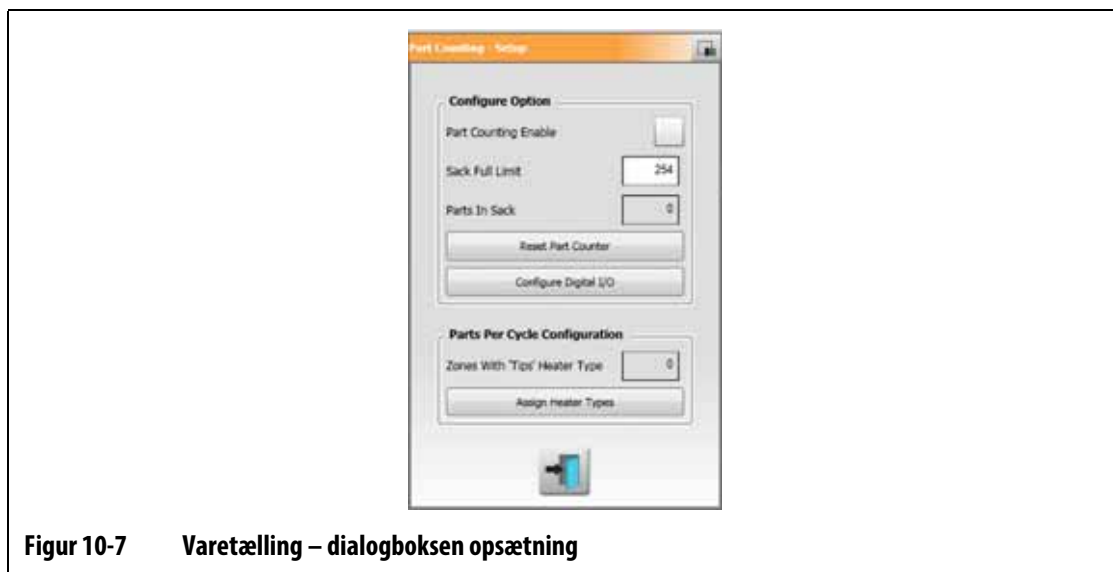 Part Counting - Setup
Configure Option
Part Counting Enable
Sack Full Limit 254
Parts In Sack 0
Reset Part Counter
Configure Digital I/O
Parts Per Cycle Configuration
Zones With 'Tips' Heater Type 0
Assign Heater Types
Figur 10-7 Varetælling – dialogboksen opsætning